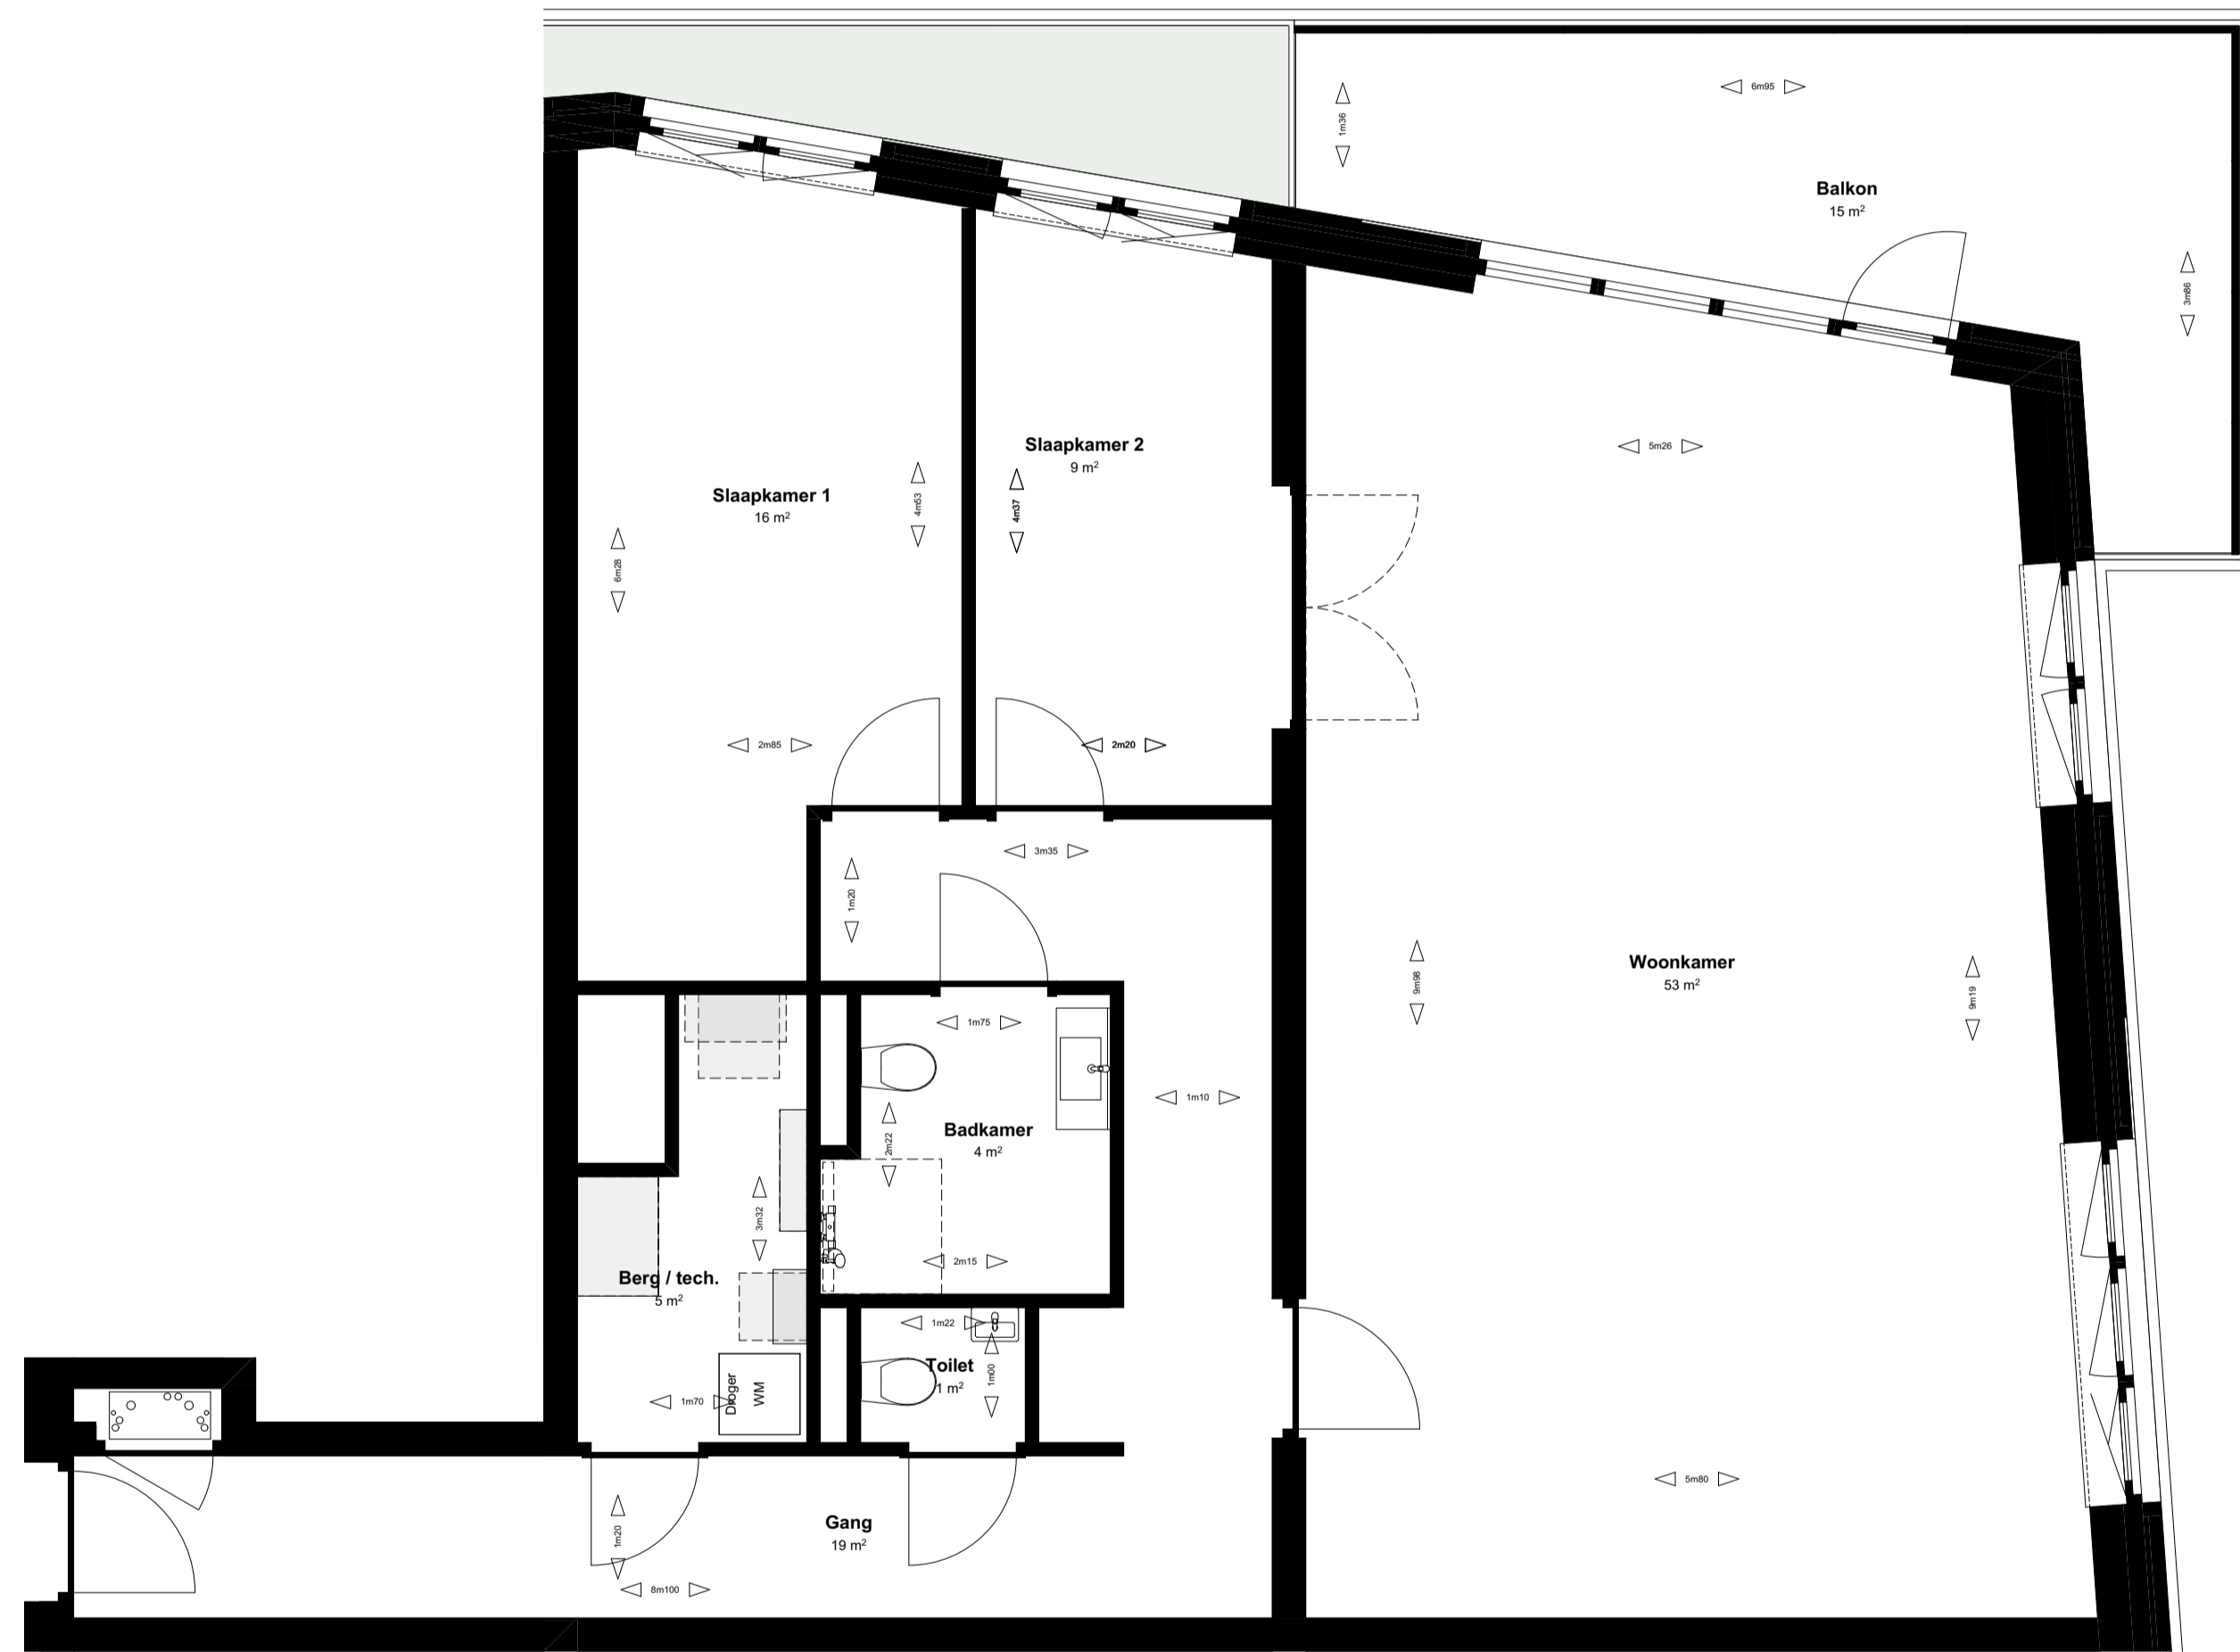 6m95
1m36
Balkon
15 m²
3m86
Slaapkamer 2
9 m²
5m26
Slaapkamer 1
16 m²
4m53
4m37
6m28
2m85
2m20
3m35
1m20
Woonkamer
53 m²
9m98
9m19
1m75
1m10
Badkamer
4 m²
2m22
3m32
2m15
Berg / tech.
5 m²
1m22
Toilet
1 m²
1m00
Droger
WM
1m70
5m80
Gang
19 m²
1m20
8m100